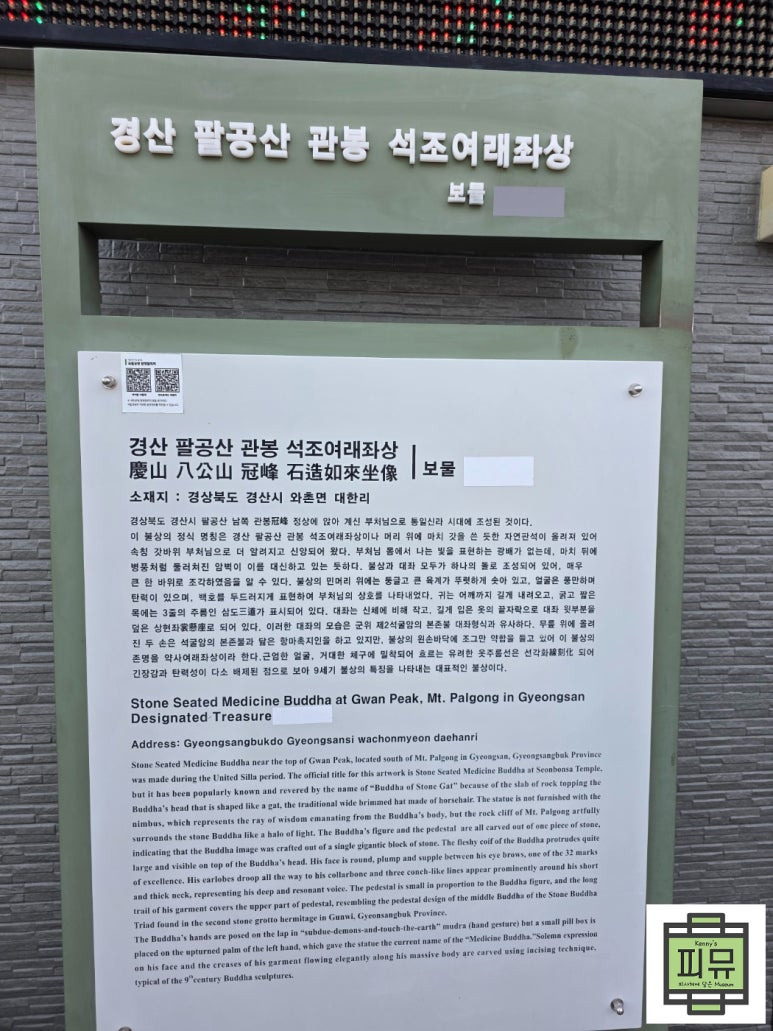 경산 팔공산 관봉 석조여래좌상
보물
경산 팔공산 관봉 석조여래좌상
慶山 八公山 冠峰 石造如來坐像
보물
소재지 : 경상북도 경산시 와촌면 대한리
경상북도 경산시 팔공산 남쪽 관봉冠峰 정상에 앉아 계신 부처님으로 통일신라 시대에 조성된 것이다.
이 불상의 정식 명칭은 경산 팔공산 관봉 석조여래좌상이나 머리 위에 마치 갓을 쓴 듯한 자연판석이 올려져 있어
속칭 갓바위 부처님으로 더 알려지고 신앙되어 왔다. 부처님 몸에서 나는 빛을 표현하는 광배가 없는데, 마치 뒤에
병풍처럼 둘러쳐진 암벽이 이를 대신하고 있는 듯하다. 불상과 대좌 모두가 하나의 돌로 조성되어 있어, 매우
큰 한 바위로 조각하였음을 알 수 있다. 불상의 민머리 위에는 둥글고 큰 육계가 뚜렷하게 솟아 있고, 얼굴은 풍만하며
탄력이 있으며, 백호를 두드러지게 표현하여 부처님의 상호를 나타내었다. 귀는 어깨까지 길게 내려오고, 굵고 짧은
목에는 3줄의 주름인 삼도三道가 표시되어 있다. 대좌는 신체에 비해 작고, 길게 입은 옷의 끝자락으로 대좌 윗부분을
덮은 상현좌裳懸座로 되어 있다. 이러한 대좌의 모습은 군위 제2석굴암의 본존불 대좌형식과 유사하다. 무릎 위에 올려
진 두 손은 석굴암의 본존불과 닮은 항마촉지인을 하고 있지만, 불상의 왼손바닥에 조그만 약합을 들고 있어 이 불상의
존명을 약사여래좌상이라 한다.근엄한 얼굴, 거대한 체구에 밀착되어 흐르는 유려한 옷주름선은 선각화線刻化 되어
긴장감과 탄력성이 다소 배제된 점으로 보아 9세기 불상의 특징을 나타내는 대표적인 불상이다.
Stone Seated Medicine Buddha at Gwan Peak, Mt. Palgong in Gyeongsan
Designated Treasure
Address: Gyeongsangbukdo Gyeongsansi wachonmyeon daehanri
Stone Seated Medicine Buddha near the top of Gwan Peak, located south of Mt. Palgong in Gyeongsan, Gyeongsangbuk Province
was made during the United Silla period. The official title for this artwork is Stone Seated Medicine Buddha at Seonbonsa Temple,
but it has been popularly known and revered by the name of "Buddha of Stone Gat" because of the slab of rock topping the
Buddha's head that is shaped like a gat, the traditional wide brimmed hat made of horsehair. The statue is not furnished with the
nimbus, which represents the ray of wisdom emanating from the Buddha's body, but the rock cliff of Mt. Palgong artfully
surrounds the stone Buddha like a halo of light. The Buddha's figure and the pedestal are all carved out of one piece of stone,
indicating that the Buddha image was crafted out of a single gigantic block of stone. The fleshy coif of the Buddha protrudes quite
large and visible on top of the Buddha's head. His face is round, plump and supple between his eye brows, one of the 32 marks
of excellence. His earlobes droop all the way to his collarbone and three conch-like lines appear prominently around his short
and thick neck, representing his deep and resonant voice. The pedestal is small in proportion to the Buddha figure, and the long
trail of his garment covers the upper part of pedestal, resembling the pedestal design of the middle Buddha of the Stone Buddha
Triad found in the second stone grotto hermitage in Gunwi, Gyeongsangbuk Province.
The Buddha's hands are posed on the lap in "subdue-demons-and-touch-the-earth" mudra (hand gesture) but a small pill box is
placed on the upturned palm of the left hand, which gave the statue the current name of the "Medicine Buddha."Solemn expression
on his face and the creases of his garment flowing elegantly along his massive body are carved using incising technique,
typical of the 9th century Buddha sculptures.
Kenny's
피뮤
Museum